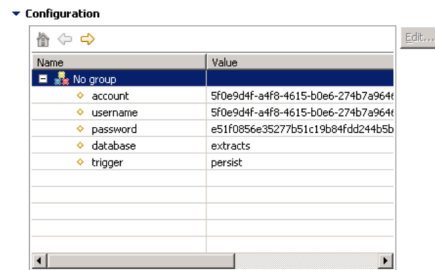 Configuration
Edit...
Name Value
No group
account 5f0e9d4f-a4f8-4615-b0e6-274b7a964
username 5f0e9d4f-a4f8-4615-b0e6-274b7a964
password e51f0856e35277b51c19b84fdd244b5b
database extracts
trigger persist